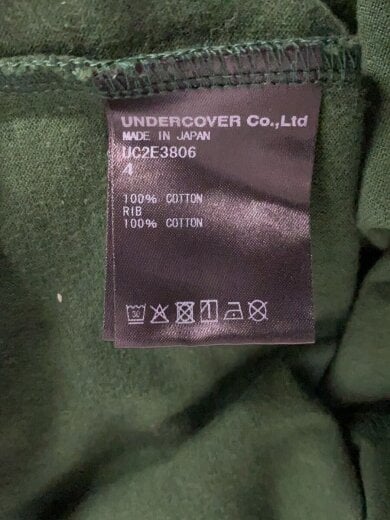 UNDERCOVER Co.,Ltd
MADE IN JAPAN
UC2E3806
4
100% COTTON
RIB
100% COTTON